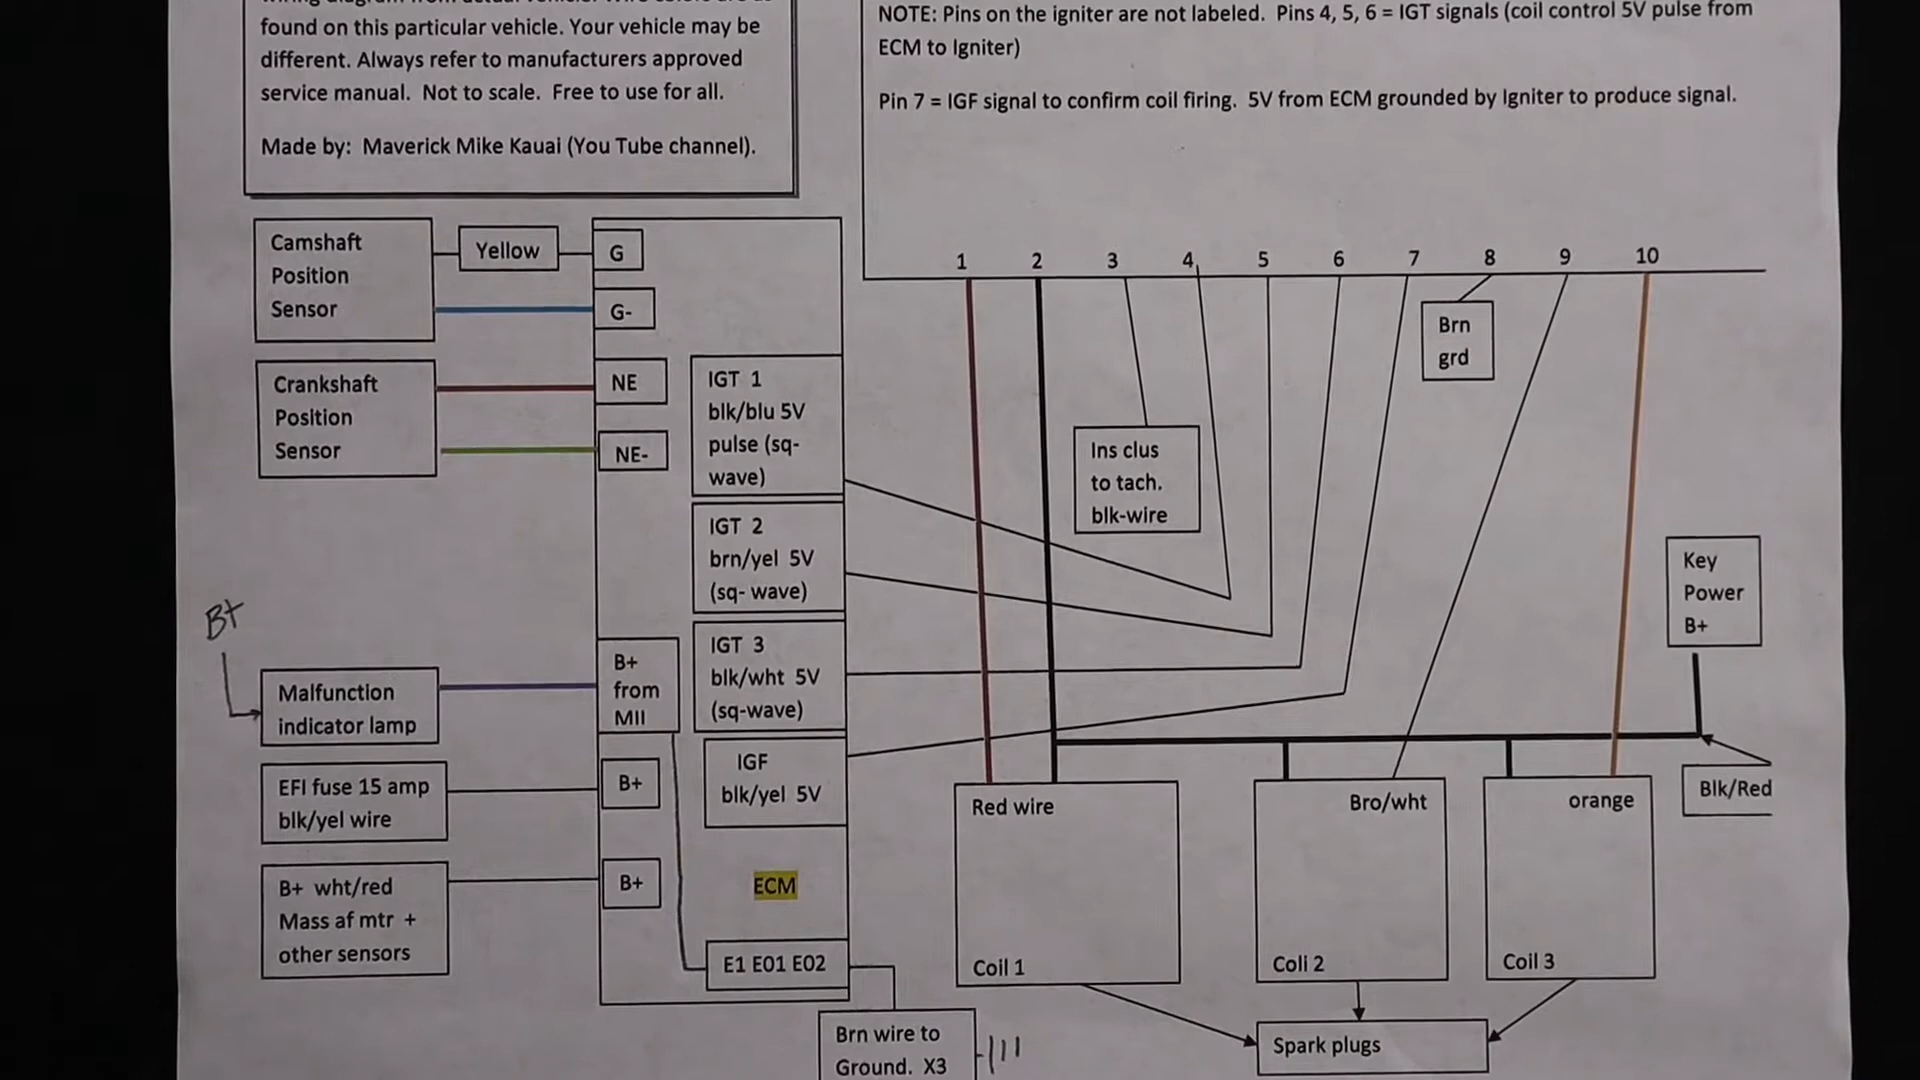 found on this particular vehicle. Your vehicle may be
different. Always refer to manufacturers approved
service manual. Not to scale. Free to use for all.
Made by: Maverick Mike Kauai (You Tube channel).
NOTE: Pins on the igniter are not labeled. Pins 4, 5, 6 = IGT signals (coil control 5V pulse from
ECM to Igniter)
Pin 7 = IGF signal to confirm coil firing. 5V from ECM grounded by Igniter to produce signal.
1 2 3 4 5 6 7 8 9 10
Camshaft
Position
Sensor
Yellow
G
G-
Crankshaft
Position
Sensor
NE
NE-
IGT 1
blk/blu 5V
pulse (sq-
wave)
IGT 2
brn/yel 5V
(sq- wave)
IGT 3
blk/wht 5V
(sq-wave)
IGF
blk/yel 5V
ECM
E1 E01 E02
Brn wire to
Ground. X3
B+
Malfunction
indicator lamp
B+
from
MII
EFI fuse 15 amp
blk/yel wire
B+
B+ wht/red
Mass af mtr +
other sensors
B+
Ins clus
to tach.
blk-wire
Brn
grd
Key
Power
B+
Blk/Red
Red wire
Coil 1
Bro/wht
Coli 2
orange
Coil 3
Spark plugs